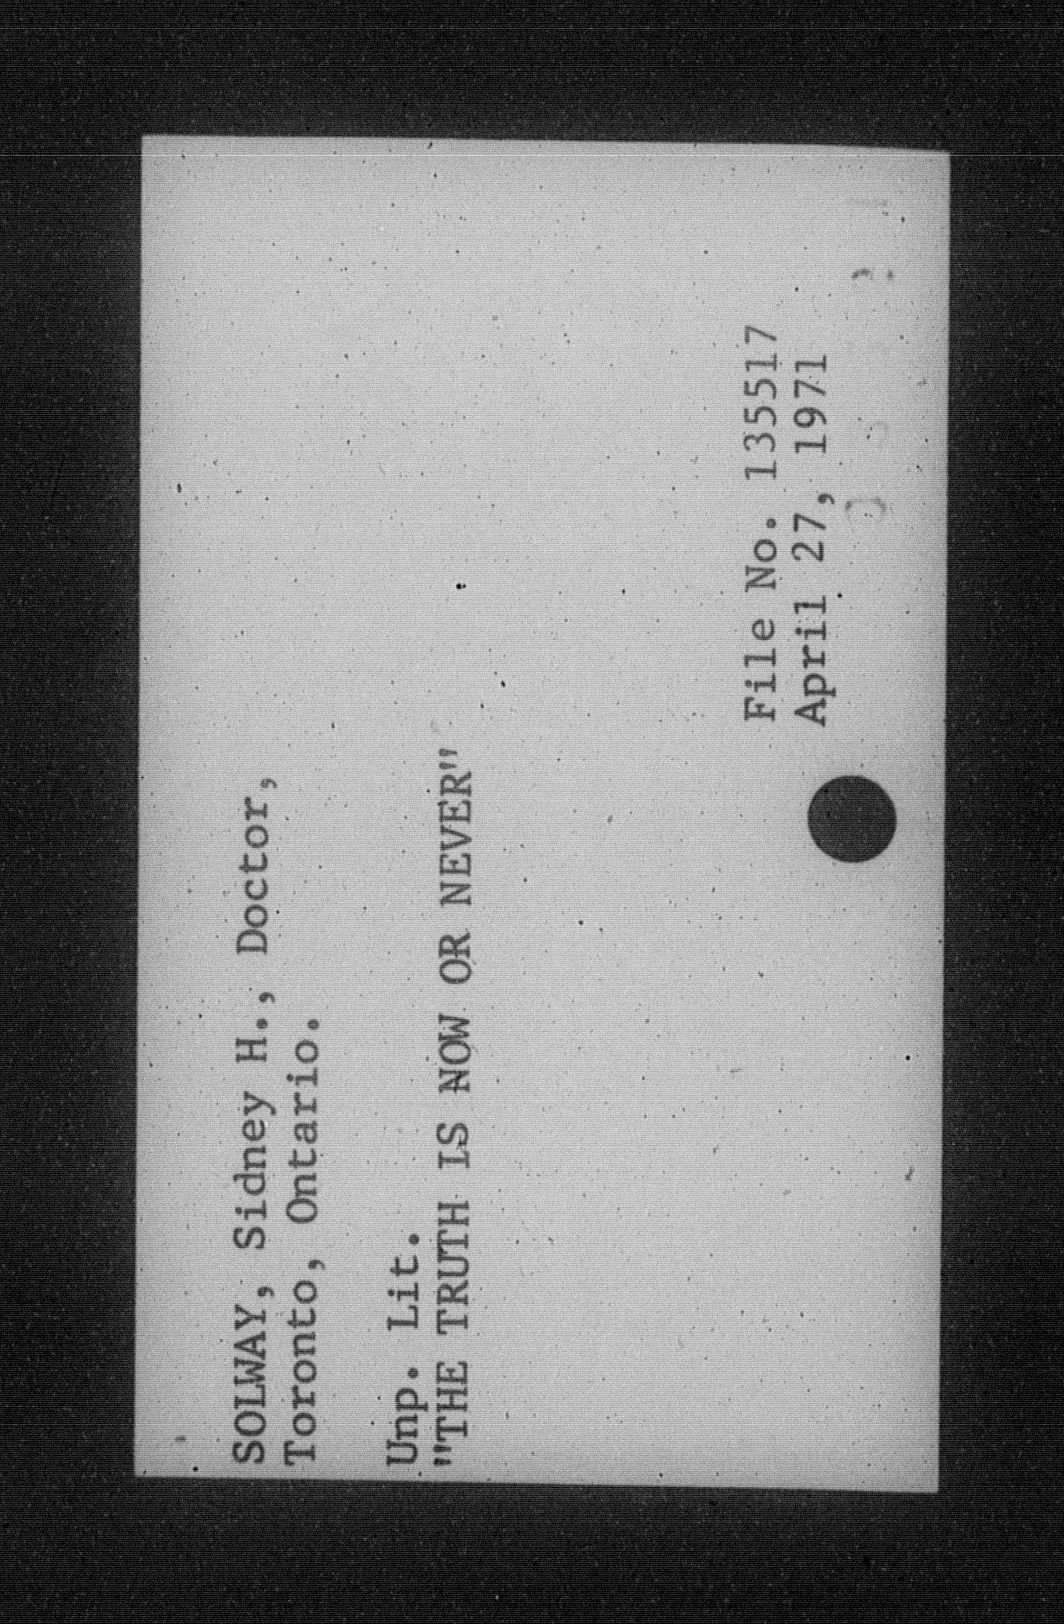 SOLWAY, Sidney H., Doctor,
Toronto, Ontario.
Unp. Lit.
"THE TRUTH IS NOW OR NEVER"
File No. 135517
April 27, 1971